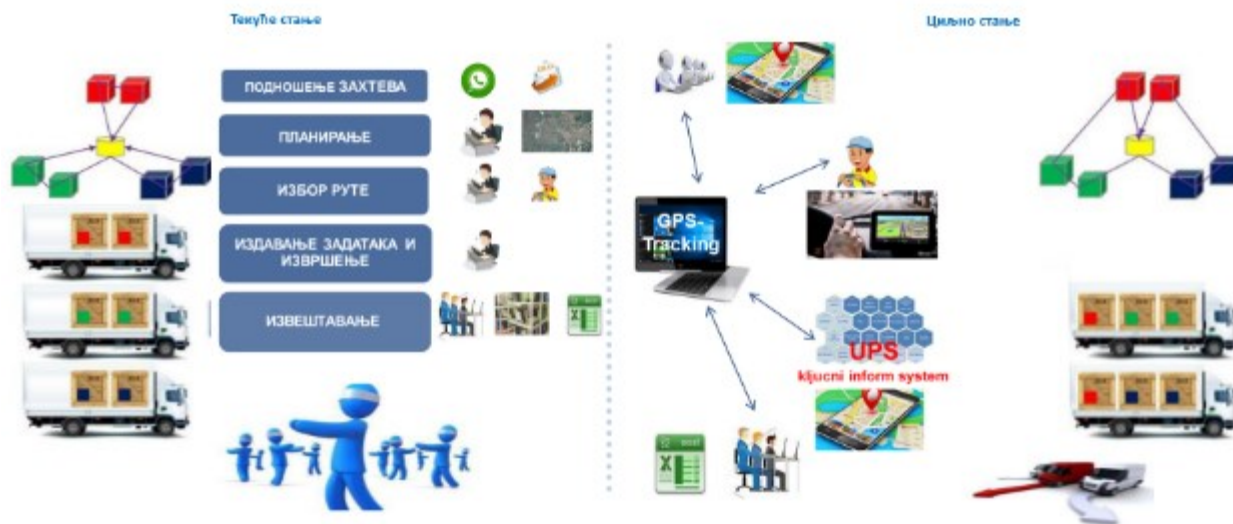 Текуће стање
Циљно стање
ПОДНОШЕЊЕ ЗАХТЕВА
ПЛАНИРАЊЕ
ИЗБОР РУТЕ
ИЗДАВАЊЕ ЗАДАТАКА И
ИЗВРШЕЊЕ
ИЗВЕШТАВАЊЕ
GPS-
Tracking
UPS
kljucni inform system